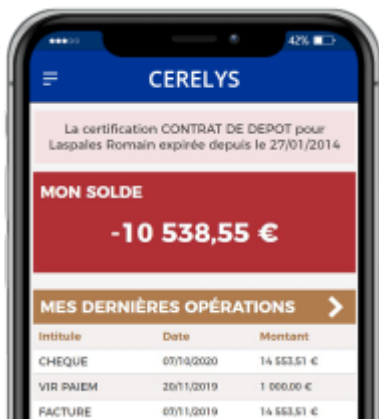 42%
CERELYS
La certification CONTRAT DE DEPOT pour
Laspales Romain expirée depuis le 27/01/2014
MON SOLDE
-10 538,55 €
MES DERNIÈRES OPÉRATIONS
Intitule Date Montant
CHEQUE 07/10/2020 14 553,51 €
VIR PAIEM 20/11/2019 1 000,00 €
FACTURE 07/11/2019 14 553,51 €